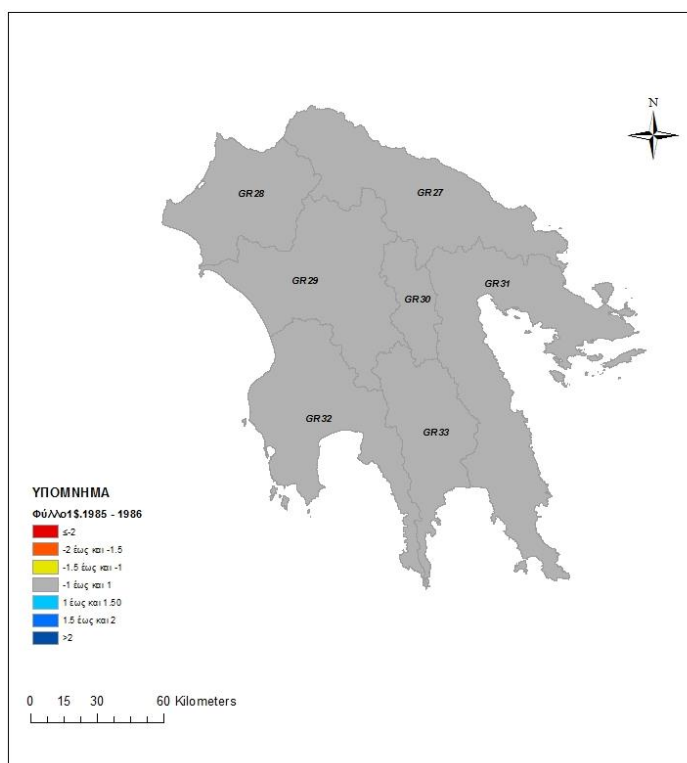 N
GR28
GR27
GR29
GR30
GR31
GR32
GR33
ΥΠΟΜΝΗΜΑ
Φύλλο1$.1985 - 1986
≤-2
-2 έως και -1.5
-1.5 έως και -1
-1 έως και 1
1 έως και 1.50
1.5 έως και 2
>2
0 15 30 60 Kilometers